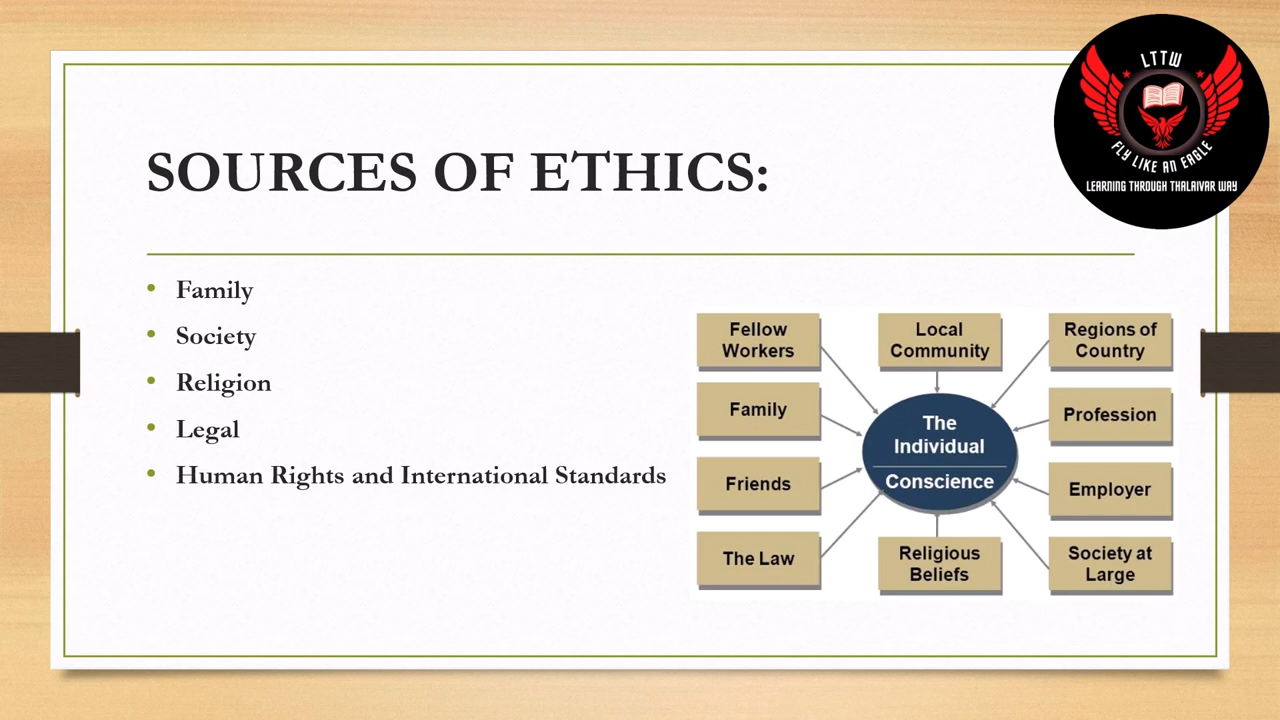 LTTW
FLY LIKE AN EAGLE
LEARNING THROUGH THALAIVAR WAY
SOURCES OF ETHICS:
• Family
• Society
• Religion
• Legal
• Human Rights and International Standards
Fellow
Workers
Local
Community
Regions of
Country
Family
Profession
The
Individual
Conscience
Friends
Employer
The Law
Religious
Beliefs
Society at
Large